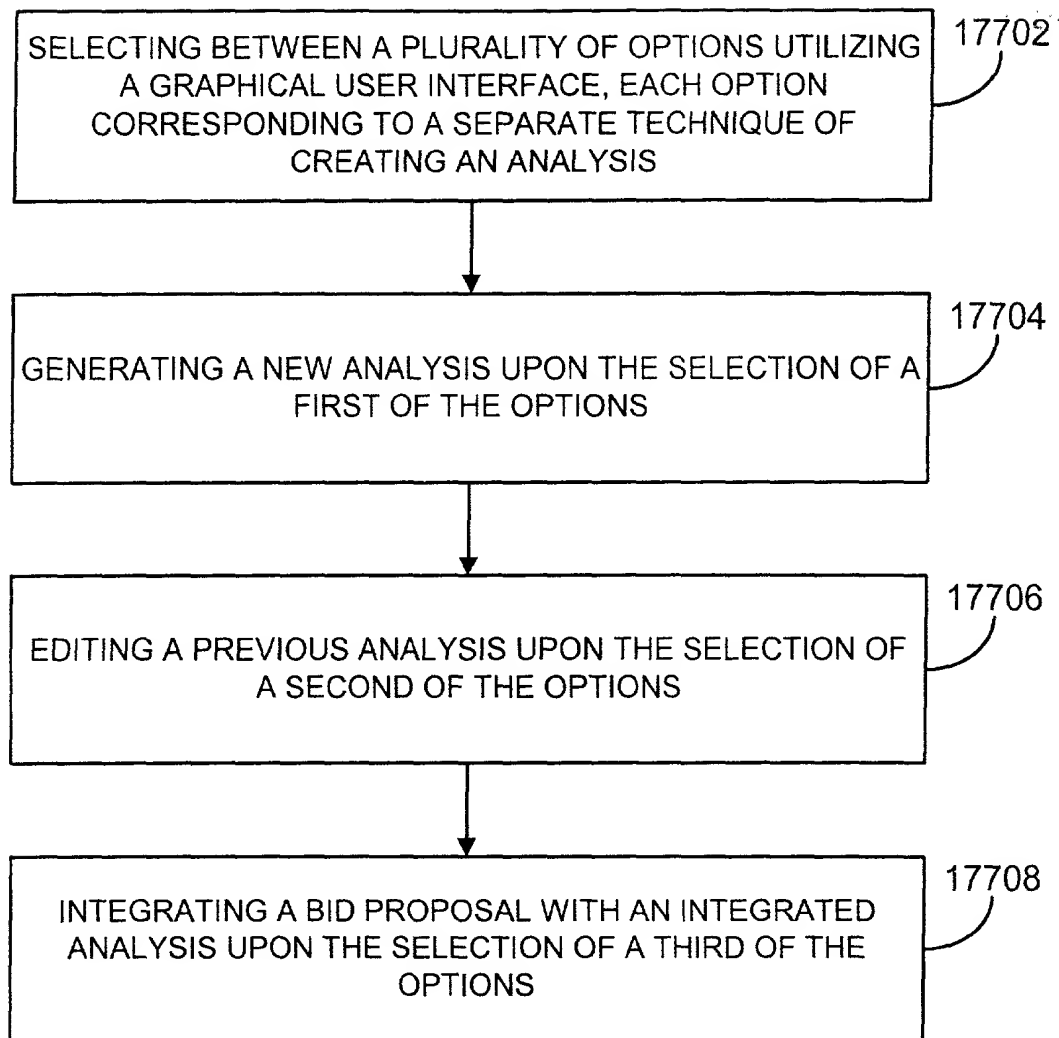 SELECTING BETWEEN A PLURALITY OF OPTIONS UTILIZING
A GRAPHICAL USER INTERFACE, EACH OPTION
CORRESPONDING TO A SEPARATE TECHNIQUE OF
CREATING AN ANALYSIS
17702
GENERATING A NEW ANALYSIS UPON THE SELECTION OF A
FIRST OF THE OPTIONS
17704
EDITING A PREVIOUS ANALYSIS UPON THE SELECTION OF
A SECOND OF THE OPTIONS
17706
INTEGRATING A BID PROPOSAL WITH AN INTEGRATED
ANALYSIS UPON THE SELECTION OF A THIRD OF THE
OPTIONS
17708